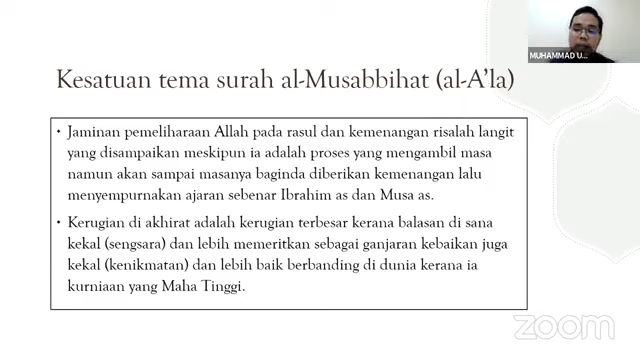 MUHAMMAD U...
Kesatuan tema surah al-Musabbihat (al-A'la)
• Jaminan pemeliharaan Allah pada rasul dan kemenangan risalah langit
yang disampaikan meskipun ia adalah proses yang mengambil masa
namun akan sampai masanya baginda diberikan kemenangan lalu
menyempurnakan ajaran sebenar Ibrahim as dan Musa as.
• Kerugian di akhirat adalah kerugian terbesar kerana balasan di sana
kekal (sengsara) dan lebih memeritkan sebagai ganjaran kebaikan juga
kekal (kenikmatan) dan lebih baik berbanding di dunia kerana ia
kurniaan yang Maha Tinggi.
zoom